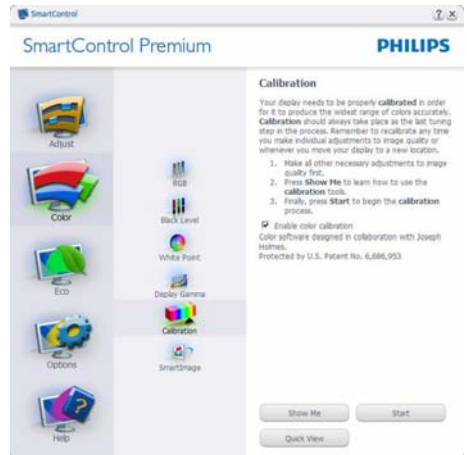 SmartControl
SmartControl Premium
PHILIPS
Adjust
Color
Eco
Options
Help
RGB
Black Level
White Point
Display Gamma
Calibration
SmartImage
Calibration
Your display needs to be properly calibrated in order
for it to produce the widest range of colors accurately.
Calibration should always take place as the last tuning
step in the process. Remember to recalibrate any time
you make individual adjustments to image quality or
whenever you move your display to a new location.
1. Make all other necessary adjustments to image
quality first.
2. Press Show Me to learn how to use the
calibration tools.
3. Finally, press Start to begin the calibration
process.
Enable color calibration
Color software designed in collaboration with Joseph
Holmes.
Protected by U.S. Patent No. 6,686,953
Show Me
Start
Quick View